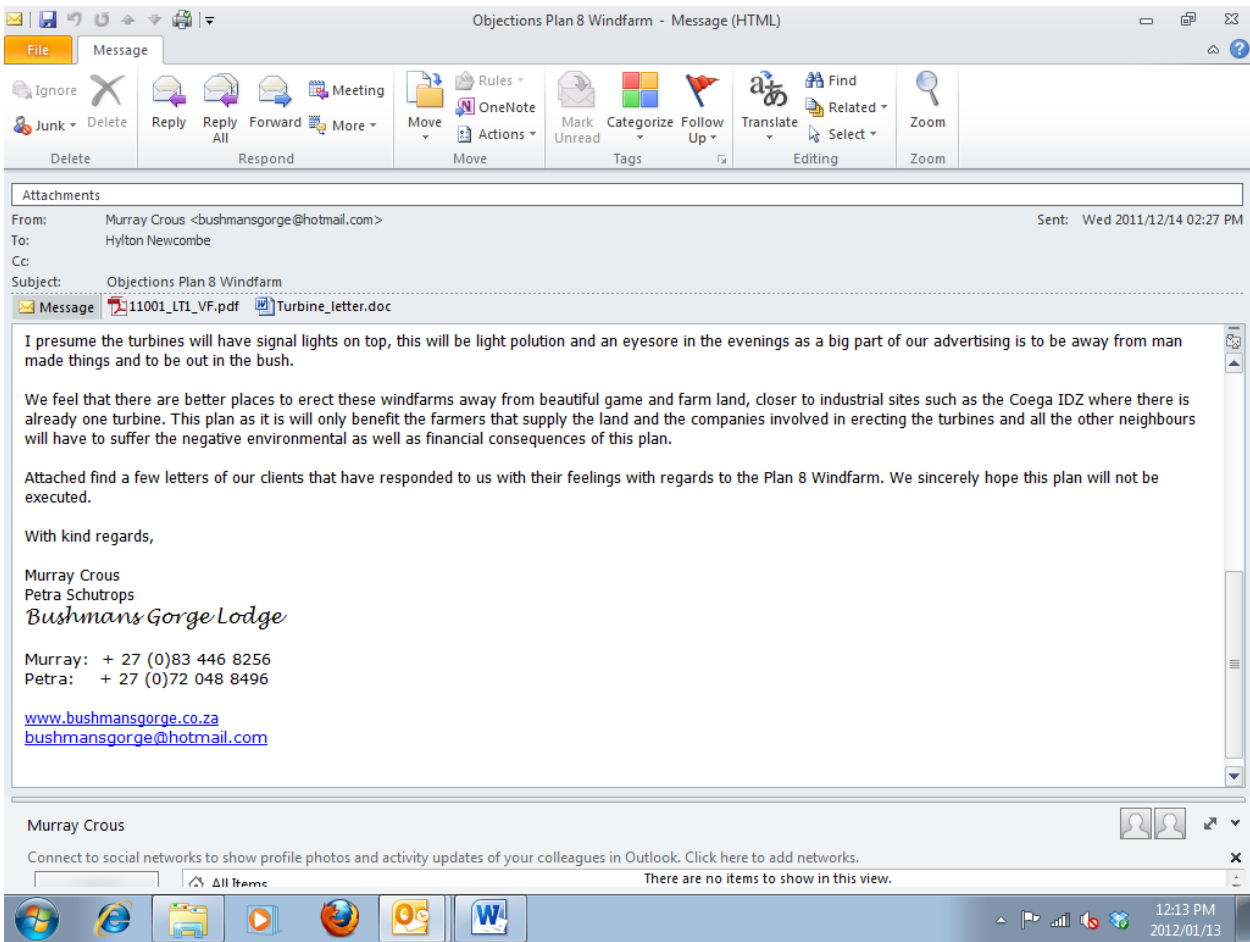 Objections Plan 8 Windfarm - Message (HTML)
File Message
Ignore
Junk
Delete
Reply
Reply All
Forward
Meeting
More
Move
Rules
OneNote
Actions
Mark Unread
Categorize
Follow Up
Translate
Find
Related
Select
Zoom
Delete Respond Move Tags Editing Zoom
Attachments
From: Murray Crous <bushmansgorge@hotmail.com> Sent: Wed 2011/12/14 02:27 PM
To: Hylton Newcombe
Cc:
Subject: Objections Plan 8 Windfarm
Message 11001_LT1_VF.pdf Turbine_letter.doc
I presume the turbines will have signal lights on top, this will be light polution and an eyesore in the evenings as a big part of our advertising is to be away from man
made things and to be out in the bush.
We feel that there are better places to erect these windfarms away from beautiful game and farm land, closer to industrial sites such as the Coega IDZ where there is
already one turbine. This plan as it is will only benefit the farmers that supply the land and the companies involved in erecting the turbines and all the other neighbours
will have to suffer the negative environmental as well as financial consequences of this plan.
Attached find a few letters of our clients that have responded to us with their feelings with regards to the Plan 8 Windfarm. We sincerely hope this plan will not be
executed.
With kind regards,
Murray Crous
Petra Schutrops
Bushmans Gorge Lodge
Murray: + 27 (0)83 446 8256
Petra: + 27 (0)72 048 8496
www.bushmansgorge.co.za
bushmansgorge@hotmail.com
Murray Crous
Connect to social networks to show profile photos and activity updates of your colleagues in Outlook. Click here to add networks.
All Items There are no items to show in this view.
12:13 PM
2012/01/13